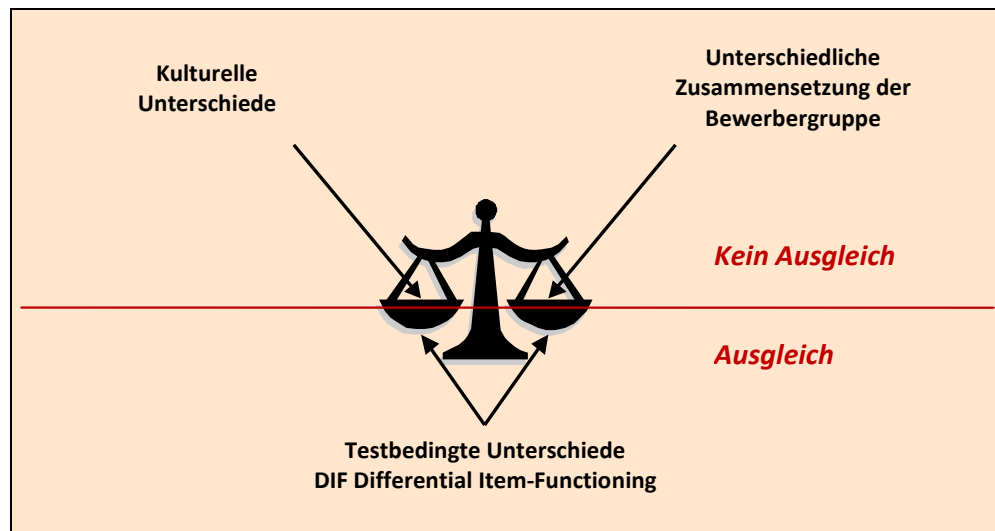 Kulturelle
Unterschiede
Unterschiedliche
Zusammensetzung der
Bewerbergruppe
Kein Ausgleich
Ausgleich
Testbedingte Unterschiede
DIF Differential Item-Functioning